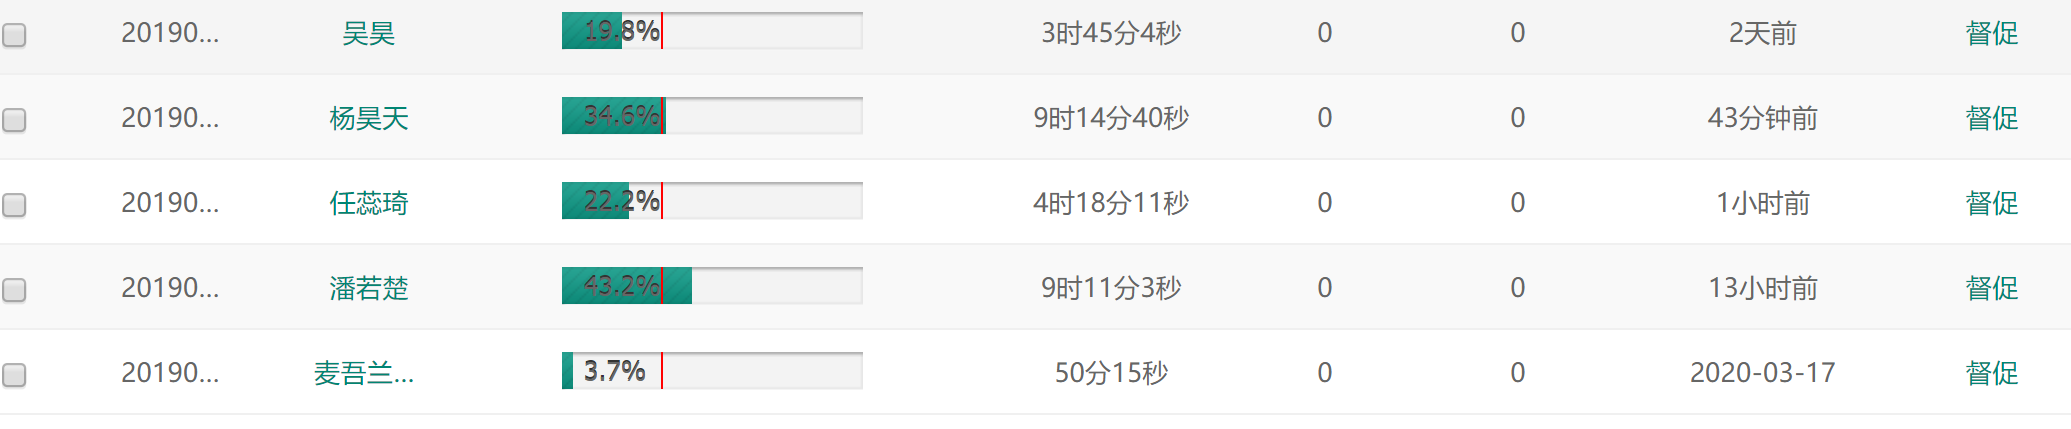 20190... 吴昊 19.8% 3时45分4秒 0 0 2天前 督促
20190... 杨昊天 34.6% 9时14分40秒 0 0 43分钟前 督促
20190... 任蕊琦 22.2% 4时18分11秒 0 0 1小时前 督促
20190... 潘若楚 43.2% 9时11分3秒 0 0 13小时前 督促
20190... 麦吾兰... 3.7% 50分15秒 0 0 2020-03-17 督促